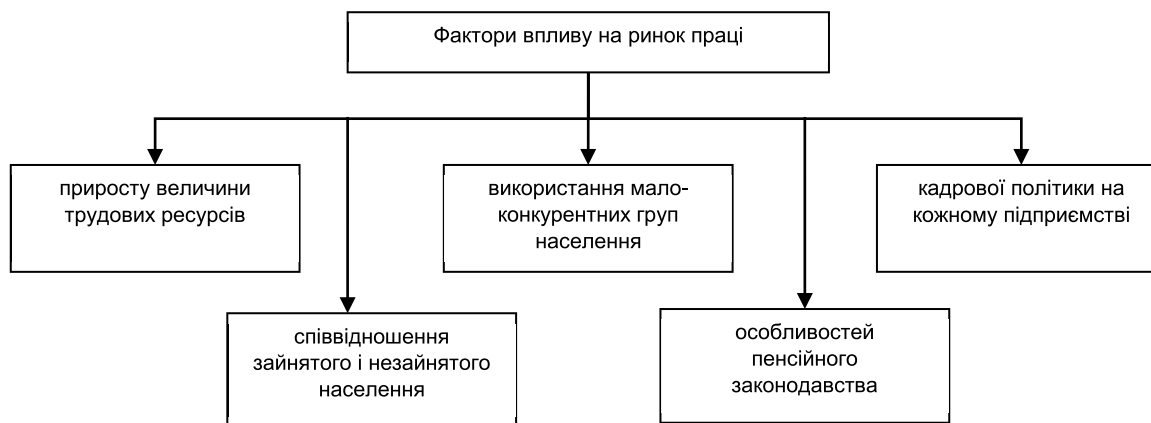 Фактори впливу на ринок праці
приросту величини
трудових ресурсів
використання мало-
конкурентних груп
населення
кадрової політики на
кожному підприємстві
співвідношення
зайнятого і незайнятого
населення
особливостей
пенсійного
законодавства